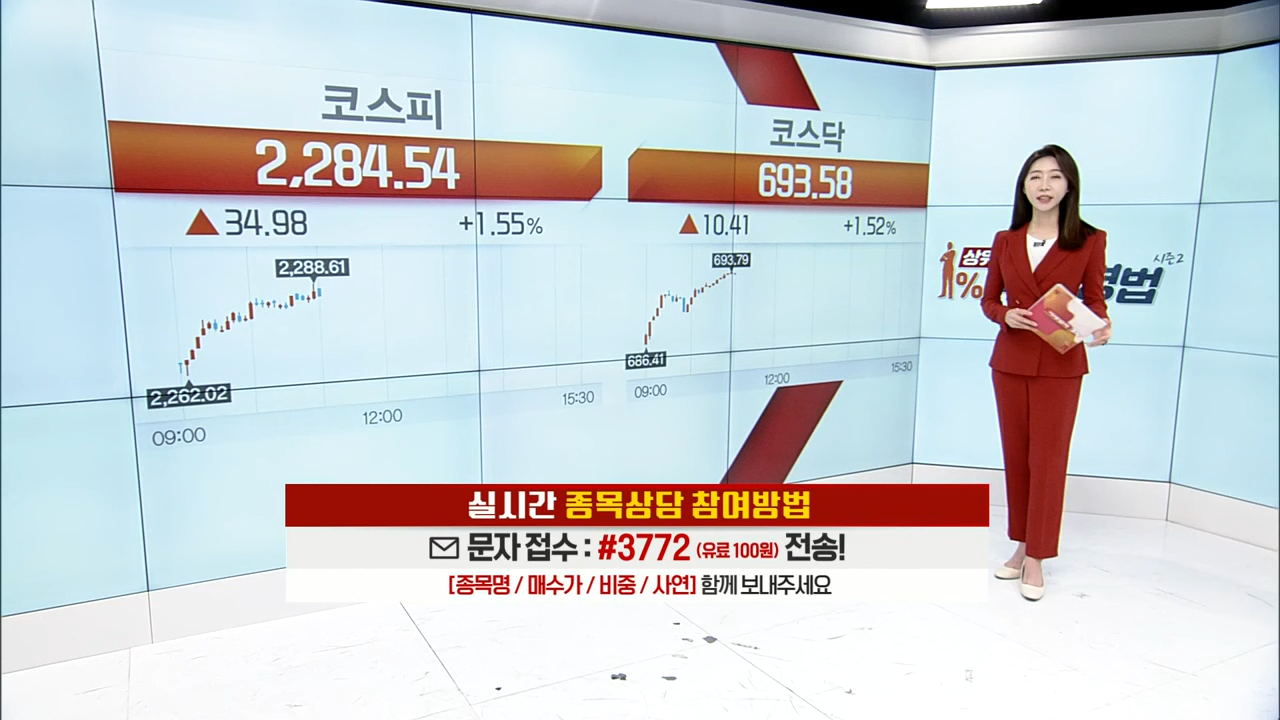 코스피
2,284.54
▲34.98 +1.55%
2,288.61
2,262.02
09:00
12:00
15:30
코스닥
693.58
▲10.41 +1.52%
693.79
686.41
09:00
12:00
15:30
%
법
시즌2
실시간 종목상담 참여방법
문자 접수 : #3772 (유료 100원) 전송!
[종목명 / 매수가 / 비중 / 사연] 함께 보내주세요